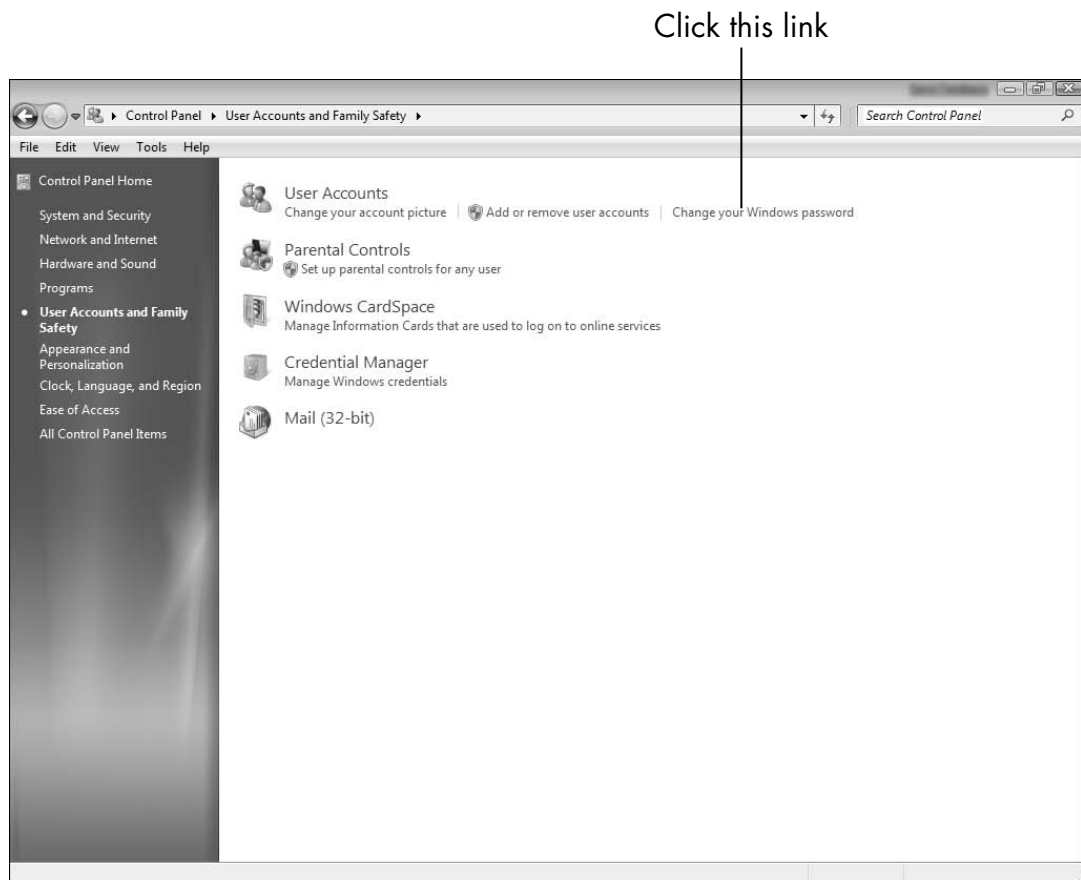 Click this link
Control Panel User Accounts and Family Safety
Search Control Panel
File Edit View Tools Help
Control Panel Home
System and Security
Network and Internet
Hardware and Sound
Programs
User Accounts and Family
Safety
Appearance and
Personalization
Clock, Language, and Region
Ease of Access
All Control Panel Items
User Accounts
Change your account picture Add or remove user accounts Change your Windows password
Parental Controls
Set up parental controls for any user
Windows CardSpace
Manage Information Cards that are used to log on to online services
Credential Manager
Manage Windows credentials
Mail (32-bit)